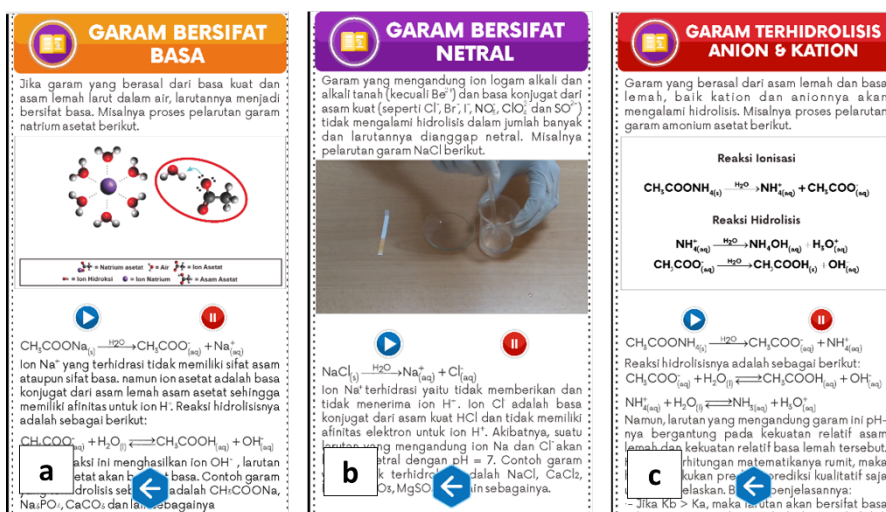 GARAM BERSIFAT
BASA
Jika garam yang berasal dari basa kuat dan
asam lemah larut dalam air, larutannya menjadi
bersifat basa. Misalnya proses pelarutan garam
natrium asetat berikut.
= Natrium asetat = Air = Ion Asetat
= Ion Hidroksi = Ion Natrium = Asam Asetat
CH₃COONa(s) H2O→ CH₃COO⁻(aq) + Na⁺(aq)
Ion Na⁺ yang terhidrasi tidak memiliki sifat asam
ataupun sifat basa. namun ion asetat adalah basa
konjugat dari asam lemah asam asetat sehingga
memiliki afinitas untuk ion H⁺. Reaksi hidrolisisnya
adalah sebagai berikut:
CH₃COO⁻(aq) + H₂O(l) ⇌ CH₃COOH(aq) + OH⁻(aq)
ini menghasilkan ion OH⁻, larutan
basa. Contoh garam
adalah CH₃COONa,
Na₃PO₄, CaCO₃ dan
a
GARAM BERSIFAT
NETRAL
Garam yang mengandung ion logam alkali dan
alkali tanah (kecuali Be²⁺) dan basa konjugat dari
asam kuat (seperti Cl⁻, Br⁻, I⁻, NO₃⁻, ClO₄⁻ dan SO²⁻)
tidak mengalami hidrolisis dalam jumlah banyak
dan larutannya dianggap netral. Misalnya
pelarutan garam NaCl berikut.
NaCl(s) H2O→ Na⁺(aq) + Cl⁻(aq)
Ion Na⁺ terhidrasi yaitu tidak memberikan dan
tidak menerima ion H⁺. Ion Cl⁻ adalah basa
konjugat dari asam kuat HCl dan tidak memiliki
afinitas elektron untuk ion H⁺. Akibatnya, suatu
larutan yang mengandung ion Na dan Cl⁻ akan
dengan pH = 7. Contoh garam
NaCl, CaCl₂,
sebagainya.
b
GARAM TERHIDROLISIS
ANION & KATION
Garam yang berasal dari asam lemah dan basa
lemah, baik kation dan anionnya akan
mengalami hidrolisis. Misalnya proses pelarutan
garam amonium asetat berikut.
Reaksi Ionisasi
CH₃COONH₄(s) H₂O→ NH₄⁺(aq) + CH₃COO⁻(aq)
Reaksi Hidrolisis
NH₄⁺(aq) H₂O→ NH₄OH(aq) + H₃O⁺(aq)
CH₃COO⁻(aq) H₂O→ CH₃COOH(s) + OH⁻(aq)
CH₃COONH₄(s) H2O→ CH₃COO⁻(aq) + NH₄⁺(aq)
Reaksi hidrolisisnya adalah sebagai berikut:
CH₃COO⁻(aq) + H₂O(l) ⇌ CH₃COOH(aq) + OH⁻(aq)
NH₄⁺(aq) + H₂O(l) ⇌ NH₃(aq) + H₃O⁺(aq)
Namun, larutan yang mengandung garam ini pH-
nya bergantung pada kekuatan relatif asam
lemah dan kekuatan relatif basa lemah tersebut.
matematikanya rumit, maka
kualitatif saja
penjelasannya:
- Jika Kb > Ka, maka larutan akan bersifat basa
c